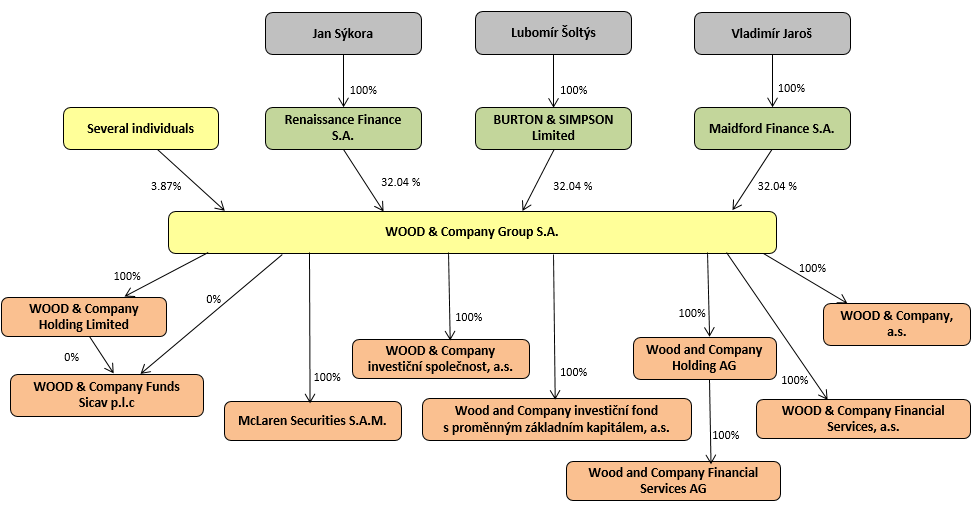 Jan Sýkora
Lubomír Šoltýs
Vladimír Jaroš
100%
100%
100%
Several individuals
Renaissance Finance
S.A.
BURTON & SIMPSON
Limited
Maidford Finance S.A.
3.87%
32.04 %
32.04 %
32.04 %
WOOD & Company Group S.A.
100%
0%
100%
WOOD & Company
Holding Limited
WOOD & Company,
a.s.
100%
100%
0%
WOOD & Company
investiční společnost, a.s.
Wood and Company
Holding AG
100%
100%
100%
WOOD & Company Funds
Sicav p.l.c
McLaren Securities S.A.M.
Wood and Company investiční fond
s proměnným základním kapitálem, a.s.
WOOD & Company Financial
Services, a.s.
100%
Wood and Company Financial
Services AG